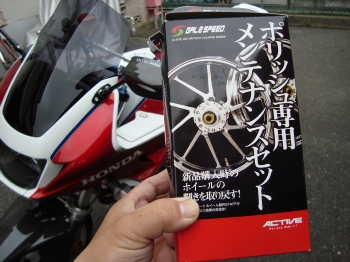 GALE SPEED
ポリッシュ専用
メンテナンスセット
新品購入時の
ホイールの
輝きを取り戻す!
ACTIVE
HONDA